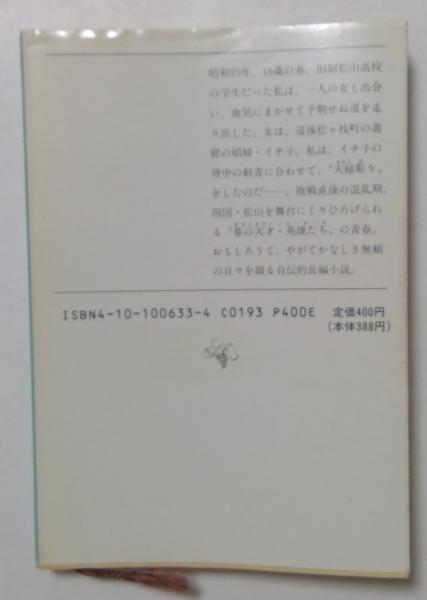 昭和23年、18歳の春、旧制松山高校
の学生だった私は、一人の女と出会
い、血気にまかせて予期せぬ道を走
り出した。女は、道後松ヶ枝町の遊
廓の娼婦・イチ子。私は、イチ子の
背中の刺青に合わせて、〝夫婦彫り〟
をしたのだ……。敗戦直後の混乱期、
四国・松山を舞台にくりひろげられ
る〝巷の天才・英雄たち〟の青春。
おもしろうて、やがてかなしき無頼
の日々を綴る自伝的長編小説。
ISBN4-10-100633-4 C0193 P400E 定価400円
(本体388円)